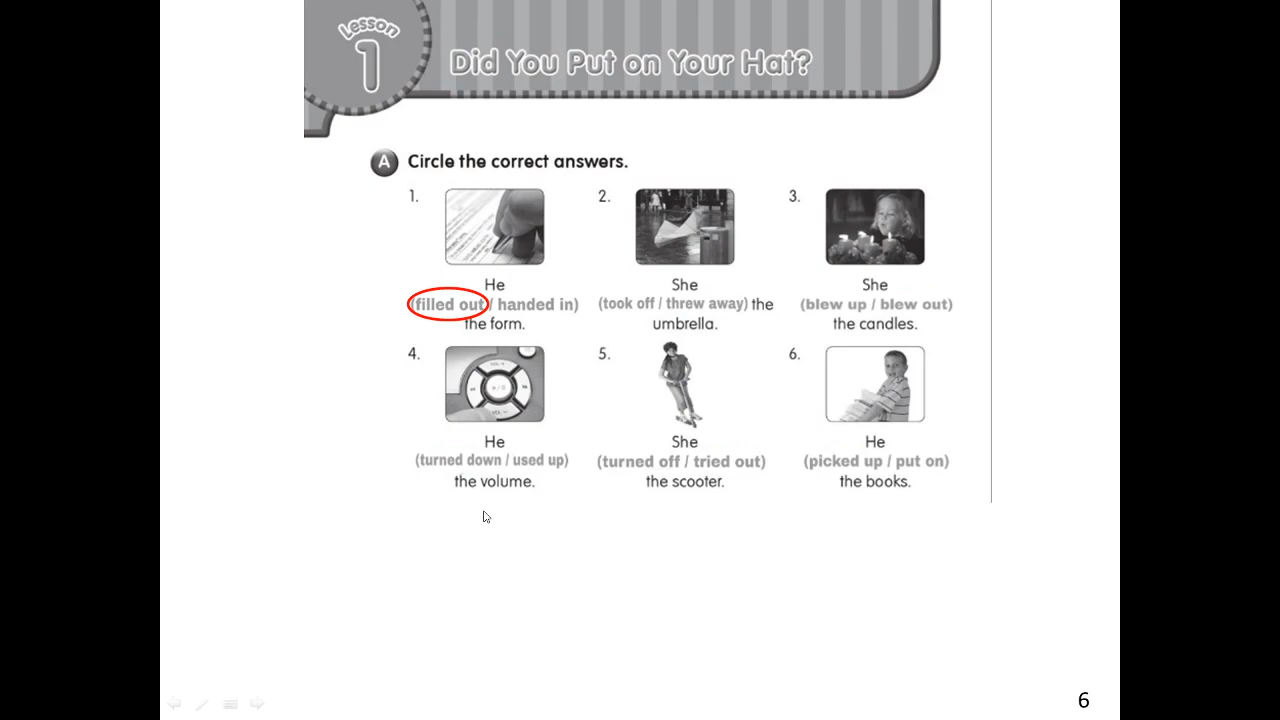 Lesson
1
Did You Put on Your Hat?
A Circle the correct answers.
1.
He
(filled out / handed in)
the form.
2.
She
(took off / threw away) the
umbrella.
3.
She
(blew up / blew out)
the candles.
4.
VOL +
VOL -
He
(turned down / used up)
the volume.
5.
She
(turned off / tried out)
the scooter.
6.
He
(picked up / put on)
the books.
6